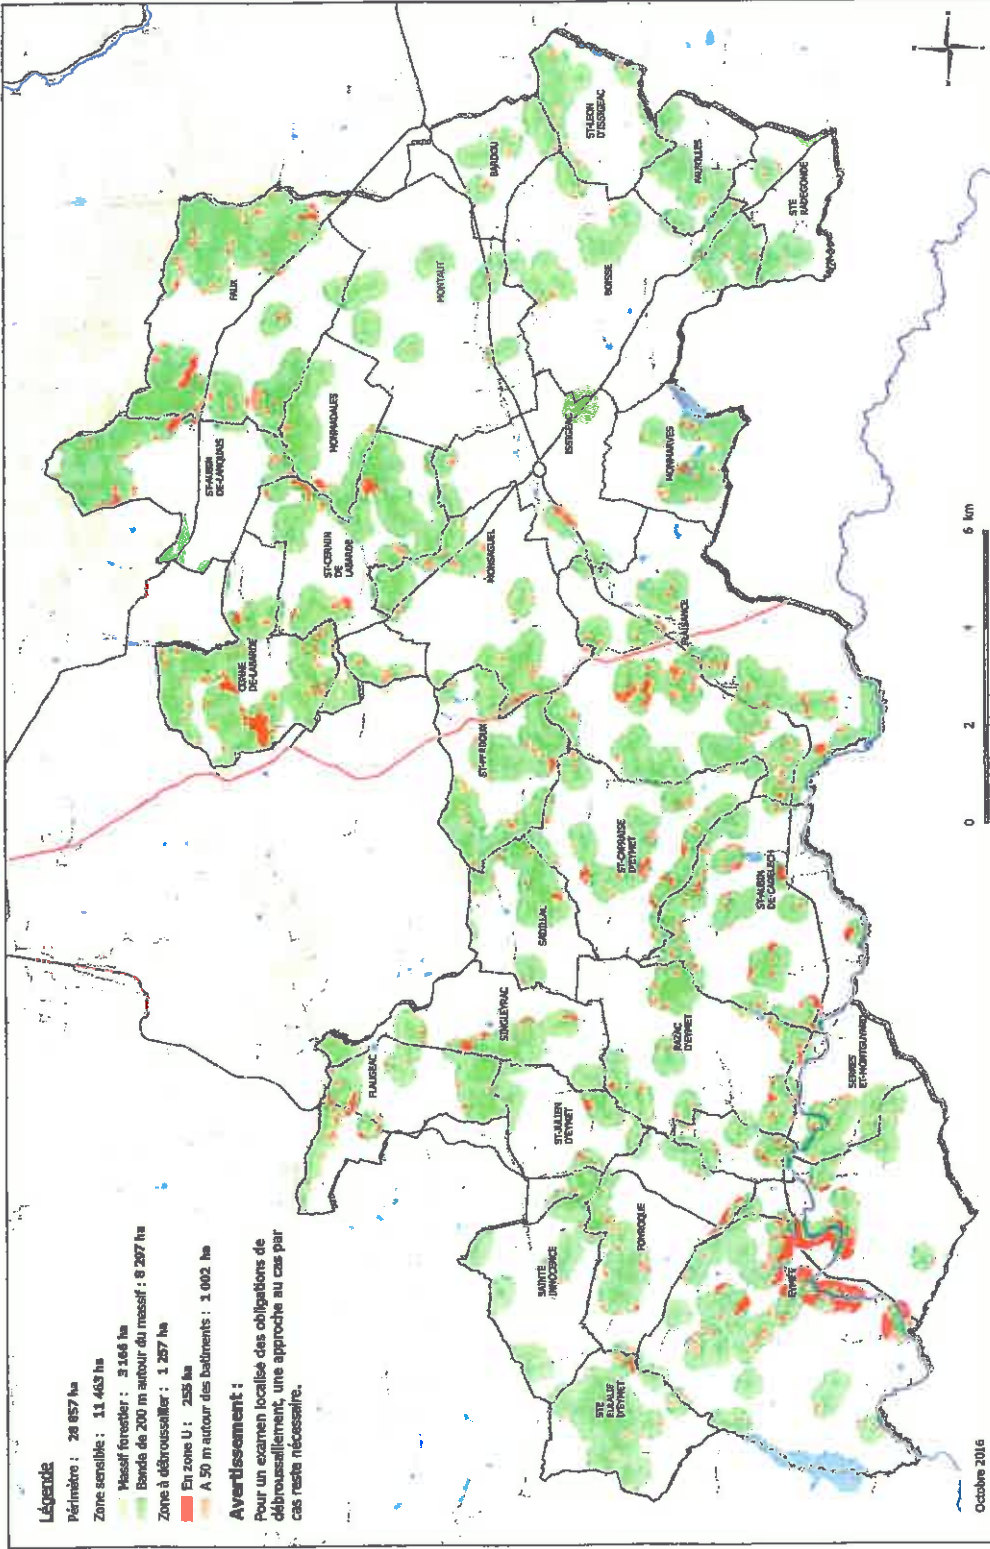 Légende
Périmètre : 28 857 ha
Zone sensible : 11 463 ha
Massif forestier : 3 166 ha
Bande de 200 m autour du massif : 8 297 ha
Zone à débroussailler : 1 257 ha
En zone U : 255 ha
A 50 m autour des batîments : 1 002 ha
Avertissement :
Pour un examen localisé des obligations de
débroussaillement, une approche au cas par
cas reste nécessaire.
FAUX
ST-AUBIN
DE-LANQUAIS
MONMADALES
MONTAUT
BARDOU
ST-LEON
D'ISSIGEAC
FAURILLES
STE
RADEGONDE
BOISSE
ISSIGEAC
MONMARVES
ST-CERNIN
DE
LABARDE
MONSAGUEL
PLAISANCE
DE-LABARDE
ST-PERDOUX
ST-CAPRAISE
D'EYMET
ST-AUBIN
DE-CADELECH
SADILLAC
SINGLEYRAC
FLAUGEAC
ST-JULIEN
D'EYMET
RAZAC
D'EYMET
SERRES
ET-MONTGUYARD
SAINTE
INNOCENCE
FONROQUE
EYMET
STE
EULALIE
D'EYMET
0 2 4 6 km
Octobre 2016